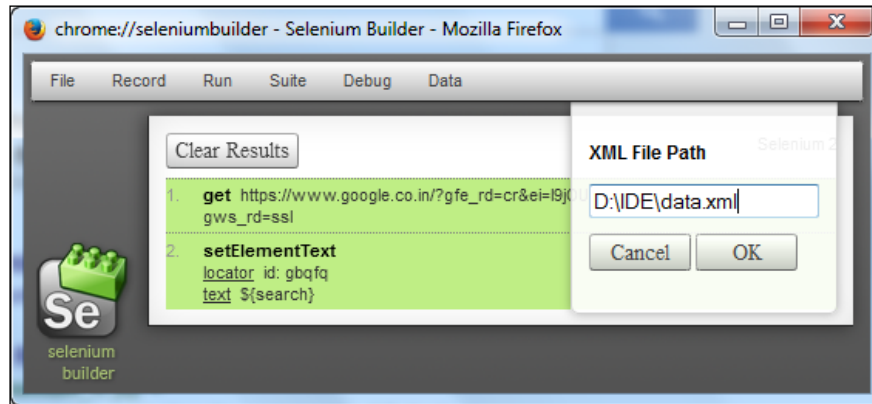 chrome://seleniumbuilder - Selenium Builder - Mozilla Firefox
File Record Run Suite Debug Data
Clear Results
1. get https://www.google.co.in/?gfe_rd=cr&ei=I9jOU
gws_rd=ssl
2. setElementText
locator id: gbqfq
text ${search}
Selenium 2
XML File Path
D:\IDE\data.xml
Cancel OK
Se
selenium
builder